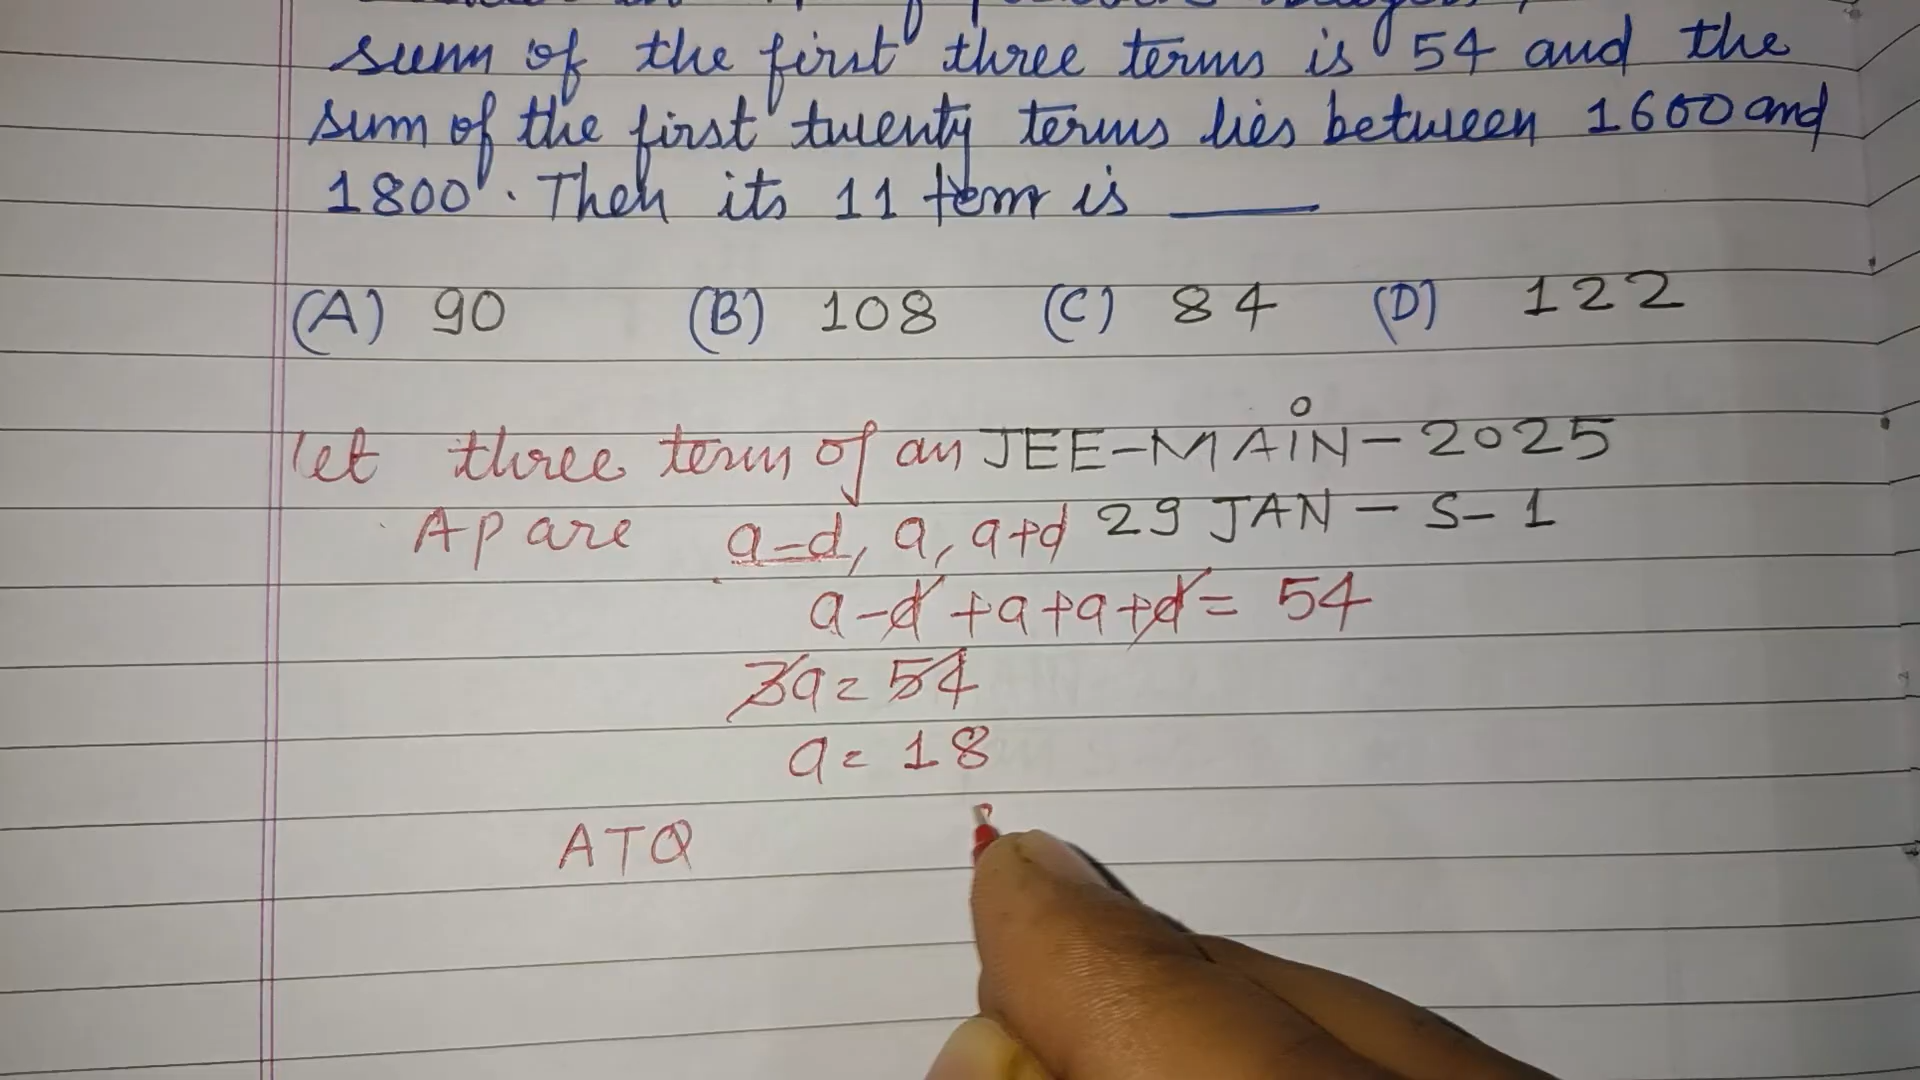 sum of the first three terms is 54 and the
sum of the first twenty terms lies between 1600 and
1800. Then its 11 term is ____
(A) 90 (B) 108 (C) 84 (D) 122
let three term of an JEE-MAIN-2025
AP are a-d, a, a+d 29 JAN - S-1
a-d+a+a+d = 54
3a = 54
a = 18
ATQ